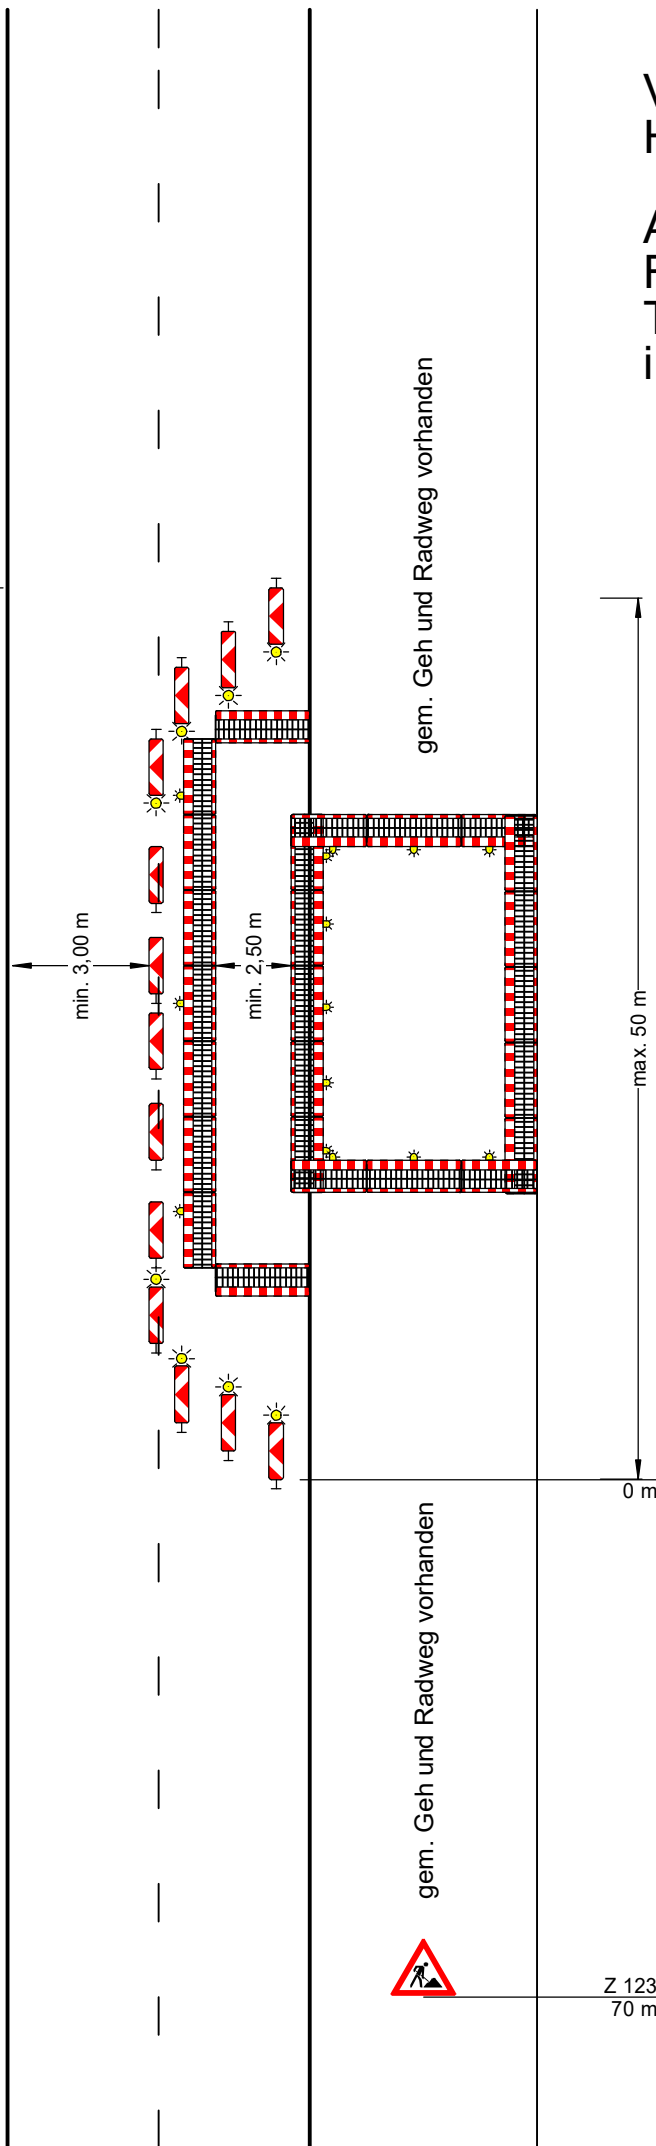 gem. Geh und Radweg vorhanden
min. 3,00 m
min. 2,50 m
max. 50 m
0 m
gem. Geh und Radweg vorhanden
Z 123
70 m